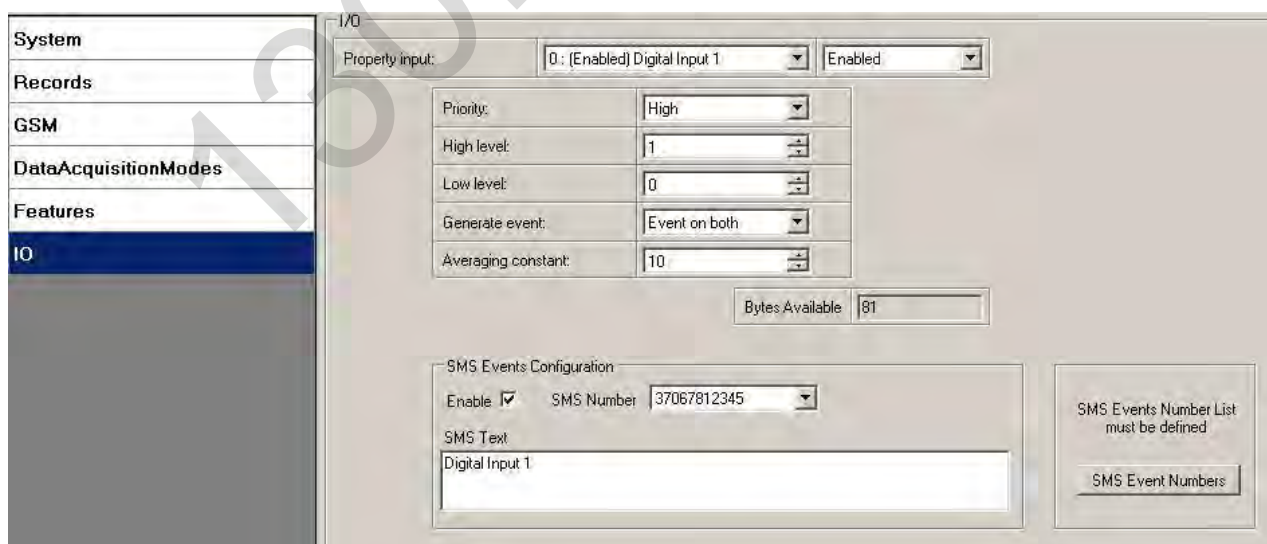 System
Records
GSM
DataAcquisitionModes
Features
IO
I/O
Property input: 0 : (Enabled) Digital Input 1 Enabled
Priority: High
High level: 1
Low level: 0
Generate event: Event on both
Averaging constant: 10
Bytes Available 81
SMS Events Configuration
Enable SMS Number 37067812345
SMS Text
Digital Input 1
SMS Events Number List
must be defined
SMS Event Numbers